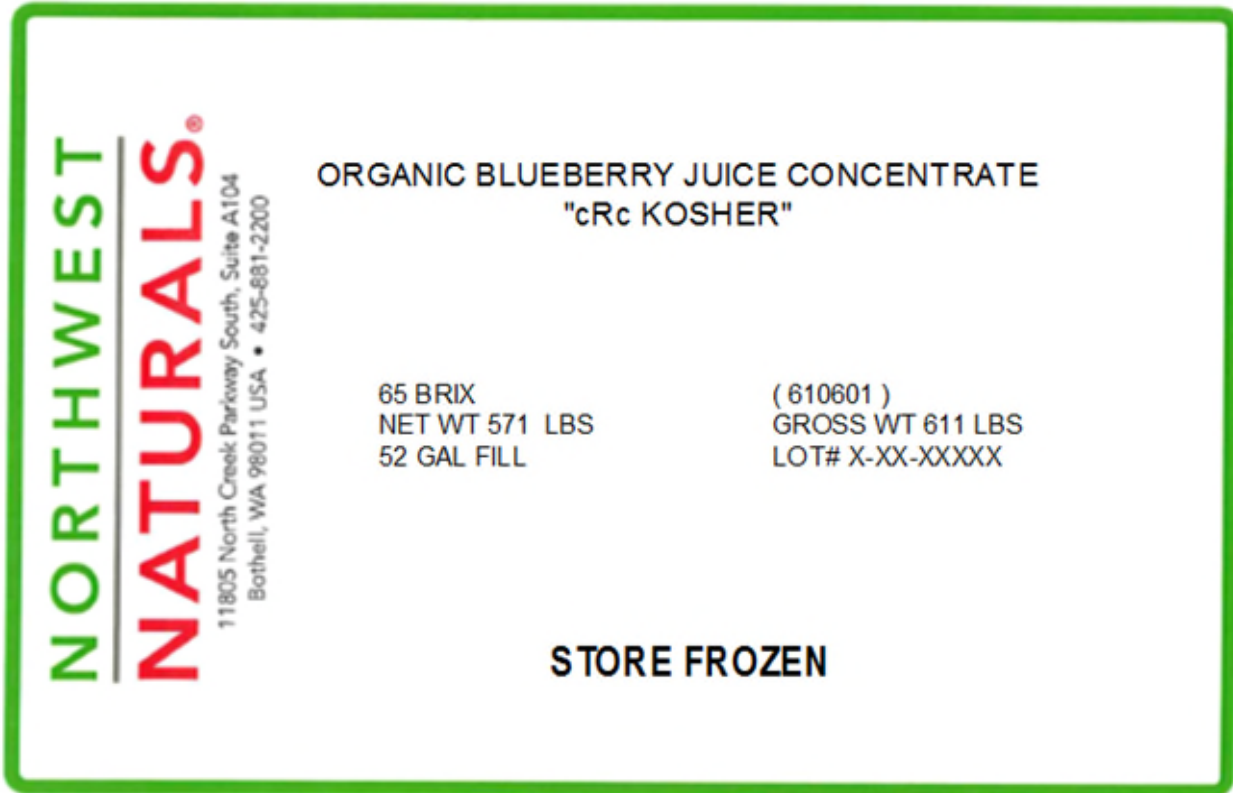 NORTHWEST
NATURALS®
11805 North Creek Parkway South, Suite A104
Bothell, WA 98011 USA • 425-881-2200
ORGANIC BLUEBERRY JUICE CONCENTRATE
"cRc KOSHER"
65 BRIX
NET WT 571 LBS
52 GAL FILL
( 610601 )
GROSS WT 611 LBS
LOT# X-XX-XXXXX
STORE FROZEN